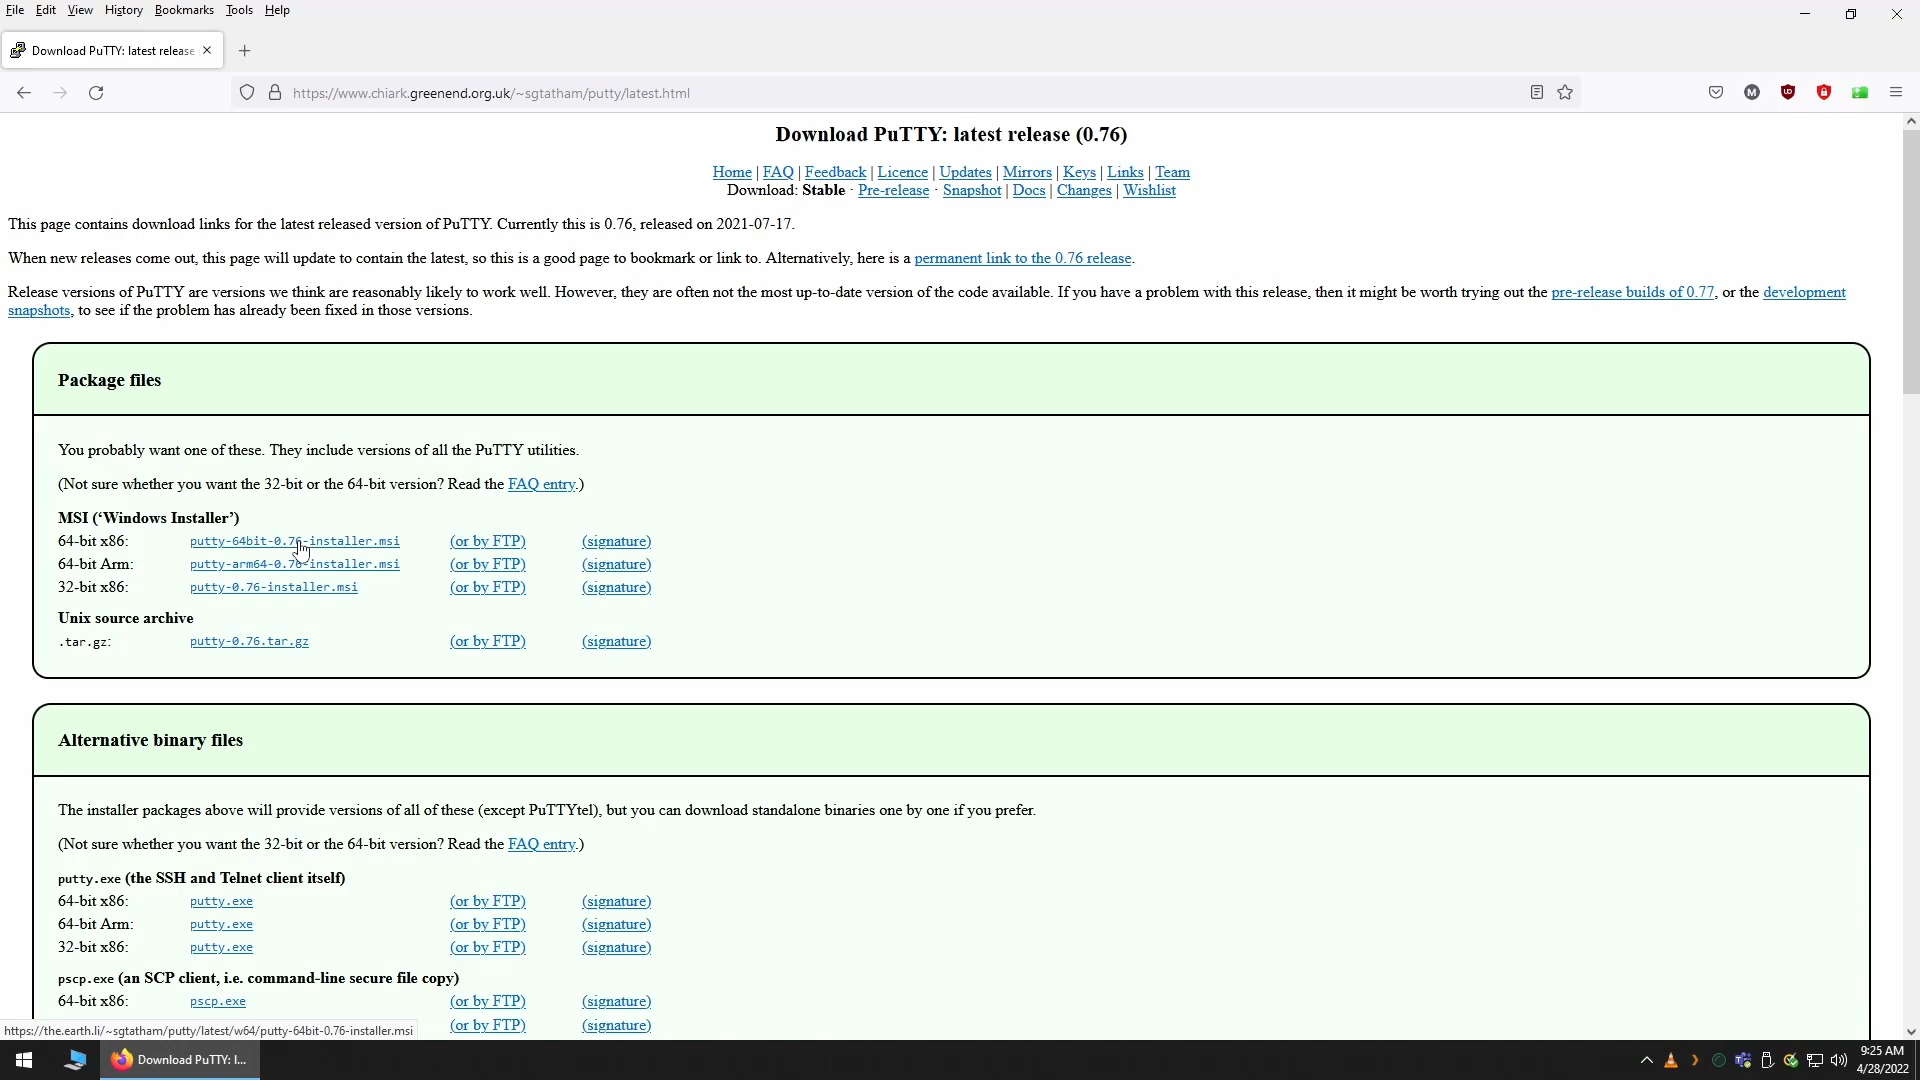 File Edit View History Bookmarks Tools Help
Download PuTTY: latest release
https://www.chiark.greenend.org.uk/~sgtatham/putty/latest.html
Download PuTTY: latest release (0.76)
Home | FAQ | Feedback | Licence | Updates | Mirrors | Keys | Links | Team
Download: Stable · Pre-release · Snapshot | Docs | Changes | Wishlist
This page contains download links for the latest released version of PuTTY. Currently this is 0.76, released on 2021-07-17.
When new releases come out, this page will update to contain the latest, so this is a good page to bookmark or link to. Alternatively, here is a permanent link to the 0.76 release.
Release versions of PuTTY are versions we think are reasonably likely to work well. However, they are often not the most up-to-date version of the code available. If you have a problem with this release, then it might be worth trying out the pre-release builds of 0.77, or the development
snapshots, to see if the problem has already been fixed in those versions.
Package files
You probably want one of these. They include versions of all the PuTTY utilities.
(Not sure whether you want the 32-bit or the 64-bit version? Read the FAQ entry.)
MSI (‘Windows Installer’)
64-bit x86: putty-64bit-0.76-installer.msi (or by FTP) (signature)
64-bit Arm: putty-arm64-0.76-installer.msi (or by FTP) (signature)
32-bit x86: putty-0.76-installer.msi (or by FTP) (signature)
Unix source archive
.tar.gz: putty-0.76.tar.gz (or by FTP) (signature)
Alternative binary files
The installer packages above will provide versions of all of these (except PuTTYtel), but you can download standalone binaries one by one if you prefer.
(Not sure whether you want the 32-bit or the 64-bit version? Read the FAQ entry.)
putty.exe (the SSH and Telnet client itself)
64-bit x86: putty.exe (or by FTP) (signature)
64-bit Arm: putty.exe (or by FTP) (signature)
32-bit x86: putty.exe (or by FTP) (signature)
pscp.exe (an SCP client, i.e. command-line secure file copy)
64-bit x86: pscp.exe (or by FTP) (signature)
(or by FTP) (signature)
https://the.earth.li/~sgtatham/putty/latest/w64/putty-64bit-0.76-installer.msi
Download PuTTY: l...
9:25 AM
4/28/2022